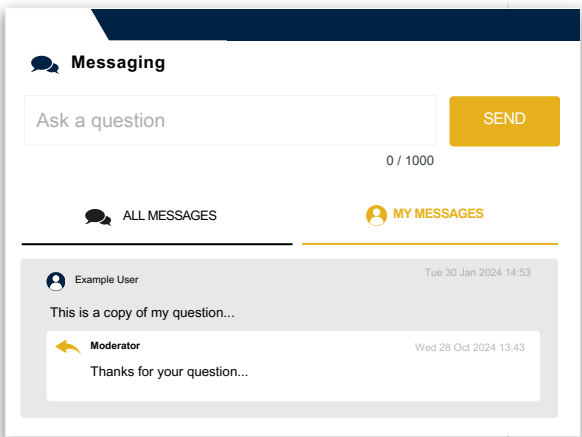 Messaging
Ask a question
SEND
0 / 1000
ALL MESSAGES
MY MESSAGES
Example User
Tue 30 Jan 2024 14:53
This is a copy of my question...
Moderator
Wed 28 Oct 2024 13:43
Thanks for your question...